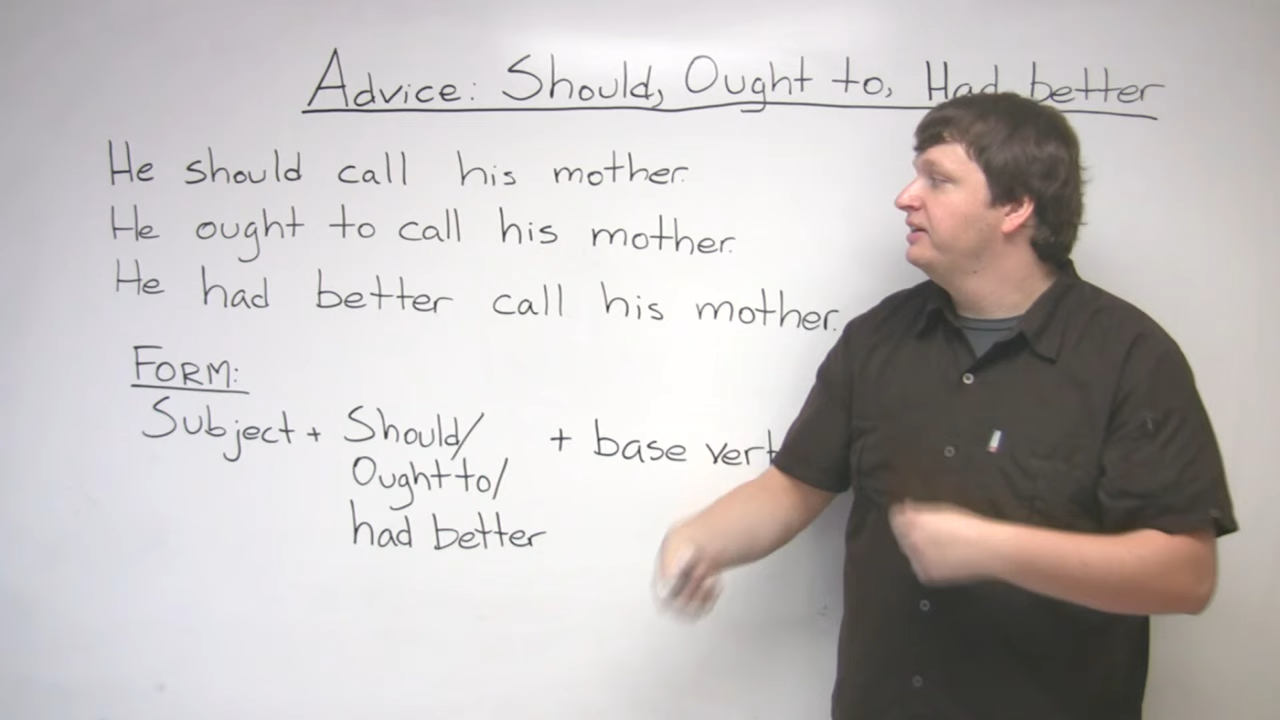 Advice: Should, Ought to, Had better
He should call his mother.
He ought to call his mother.
He had better call his mother.
FORM:
Subject + Should/ + base verb
Ought to/
had better